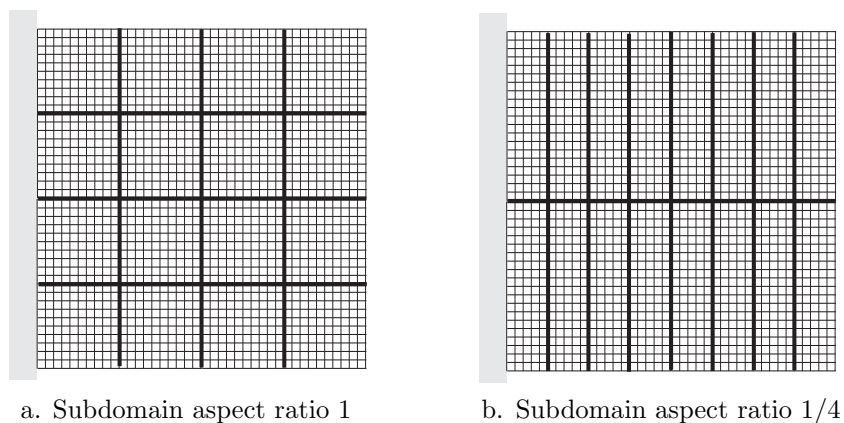 a. Subdomain aspect ratio 1
b. Subdomain aspect ratio 1/4